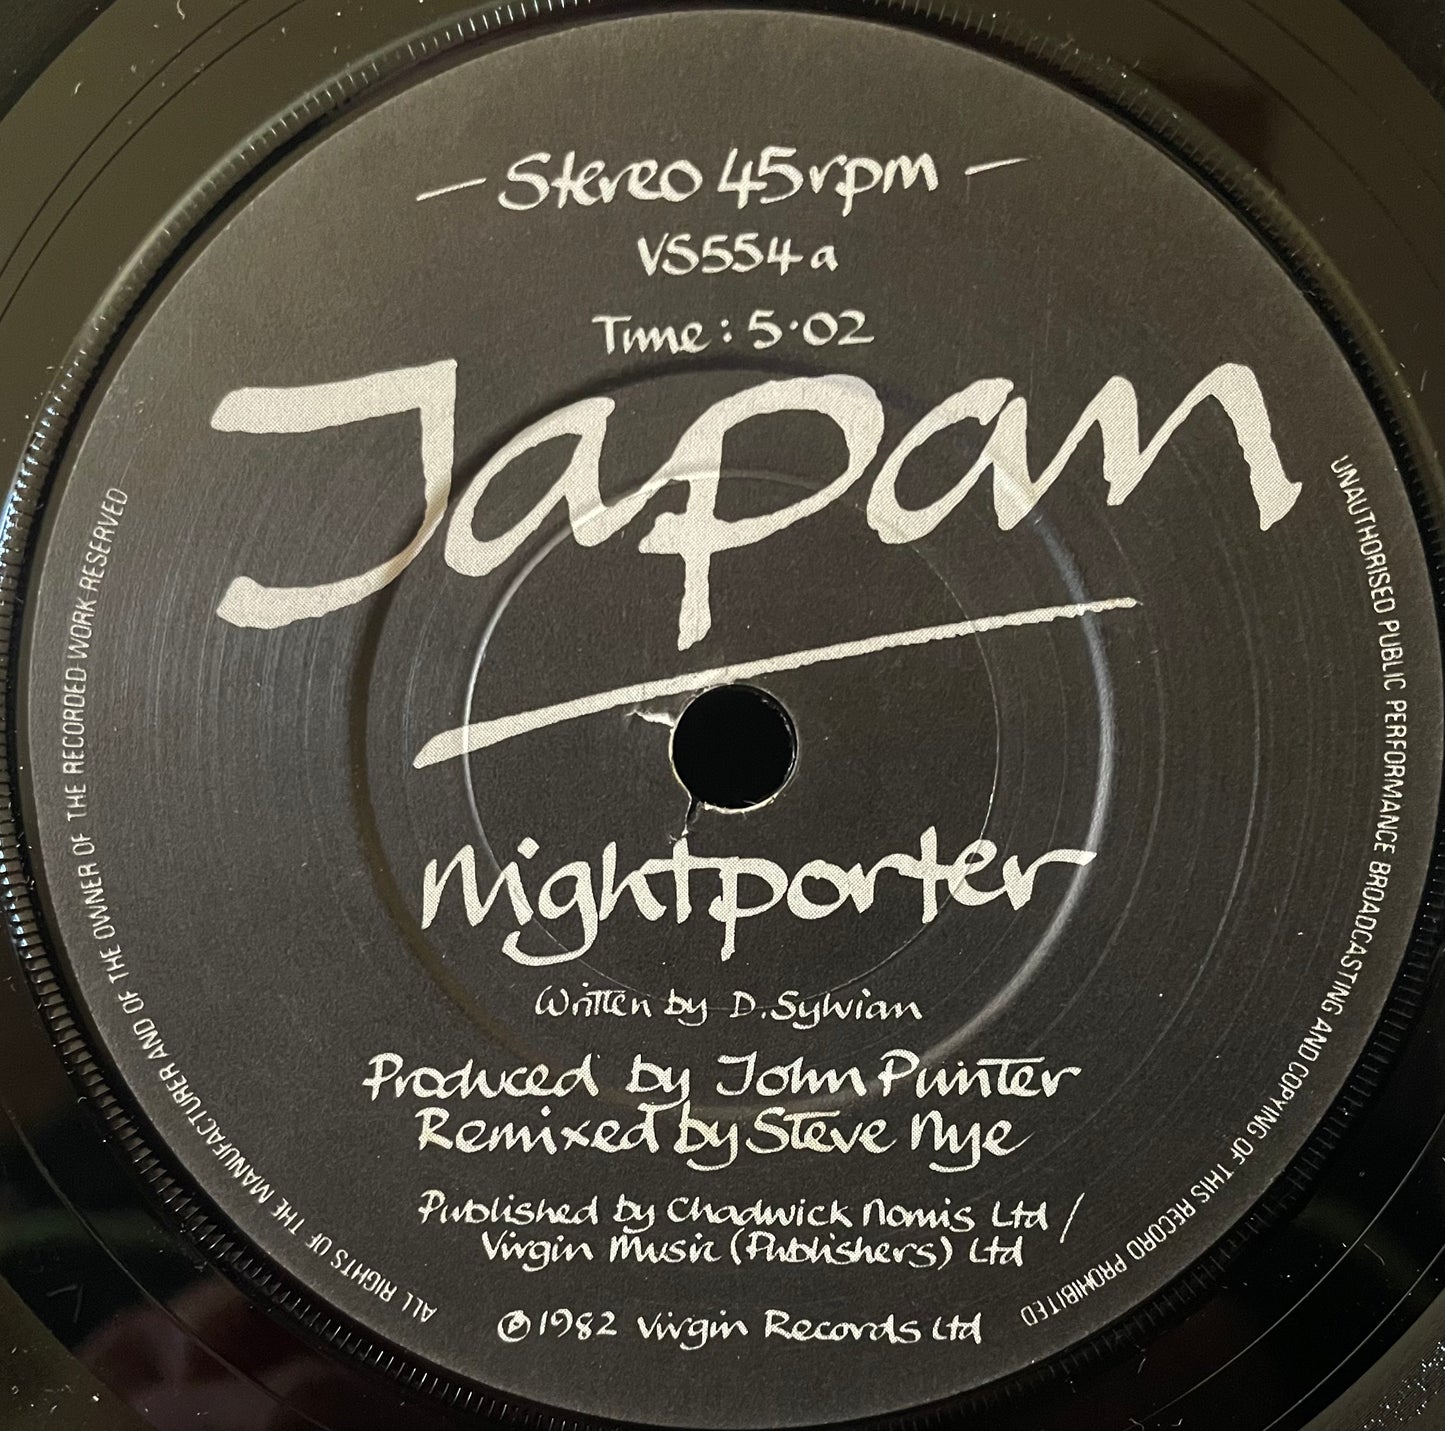 — Stereo 45rpm —
VS554a
Time: 5·02
Japan
nightporter
Written by D. Sylvian
Produced by John Punter
Remixed by Steve Nye
Published by Chadwick Nomis Ltd /
Virgin Music (Publishers) Ltd
℗1982 Virgin Records Ltd
ALL RIGHTS OF THE MANUFACTURER AND OF THE OWNER OF THE RECORDED WORK RESERVED
UNAUTHORISED PUBLIC PERFORMANCE BROADCASTING AND COPYING OF THIS RECORD PROHIBITED